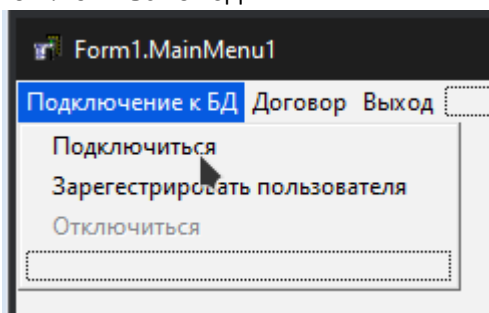 Form1.MainMenu1
Подключение к БД Договор Выход
Подключиться
Зарегестрировать пользователя
Отключиться